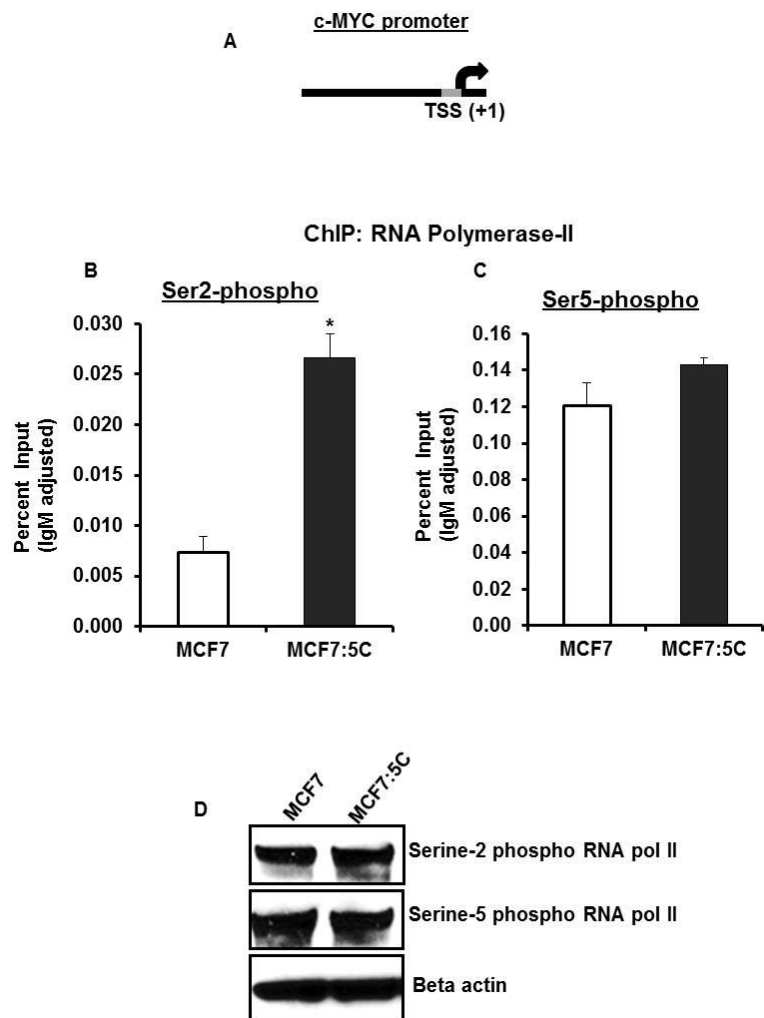 A
c-MYC promoter
TSS (+1)
ChIP: RNA Polymerase-II
B
Ser2-phospho
Percent Input
(IgM adjusted)
0.030
0.025
0.020
0.015
0.010
0.005
0.000
*
MCF7
MCF7:5C
C
Ser5-phospho
Percent Input
(IgM adjusted)
0.16
0.14
0.12
0.10
0.08
0.06
0.04
0.02
0.00
MCF7
MCF7:5C
D
MCF7
MCF7:5C
Serine-2 phospho RNA pol II
Serine-5 phospho RNA pol II
Beta actin